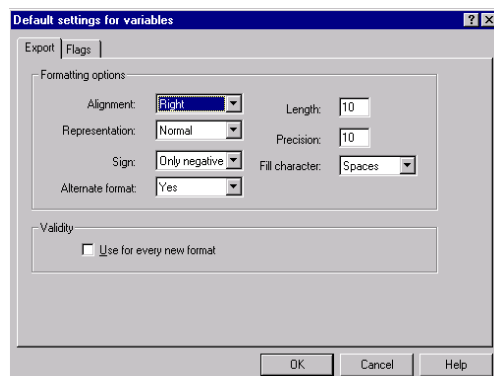 Default settings for variables
Export Flags
Formatting options
Alignment: Right Length: 10
Representation: Normal Precision: 10
Sign: Only negative Fill character: Spaces
Alternate format: Yes
Validity
Use for every new format
OK Cancel Help